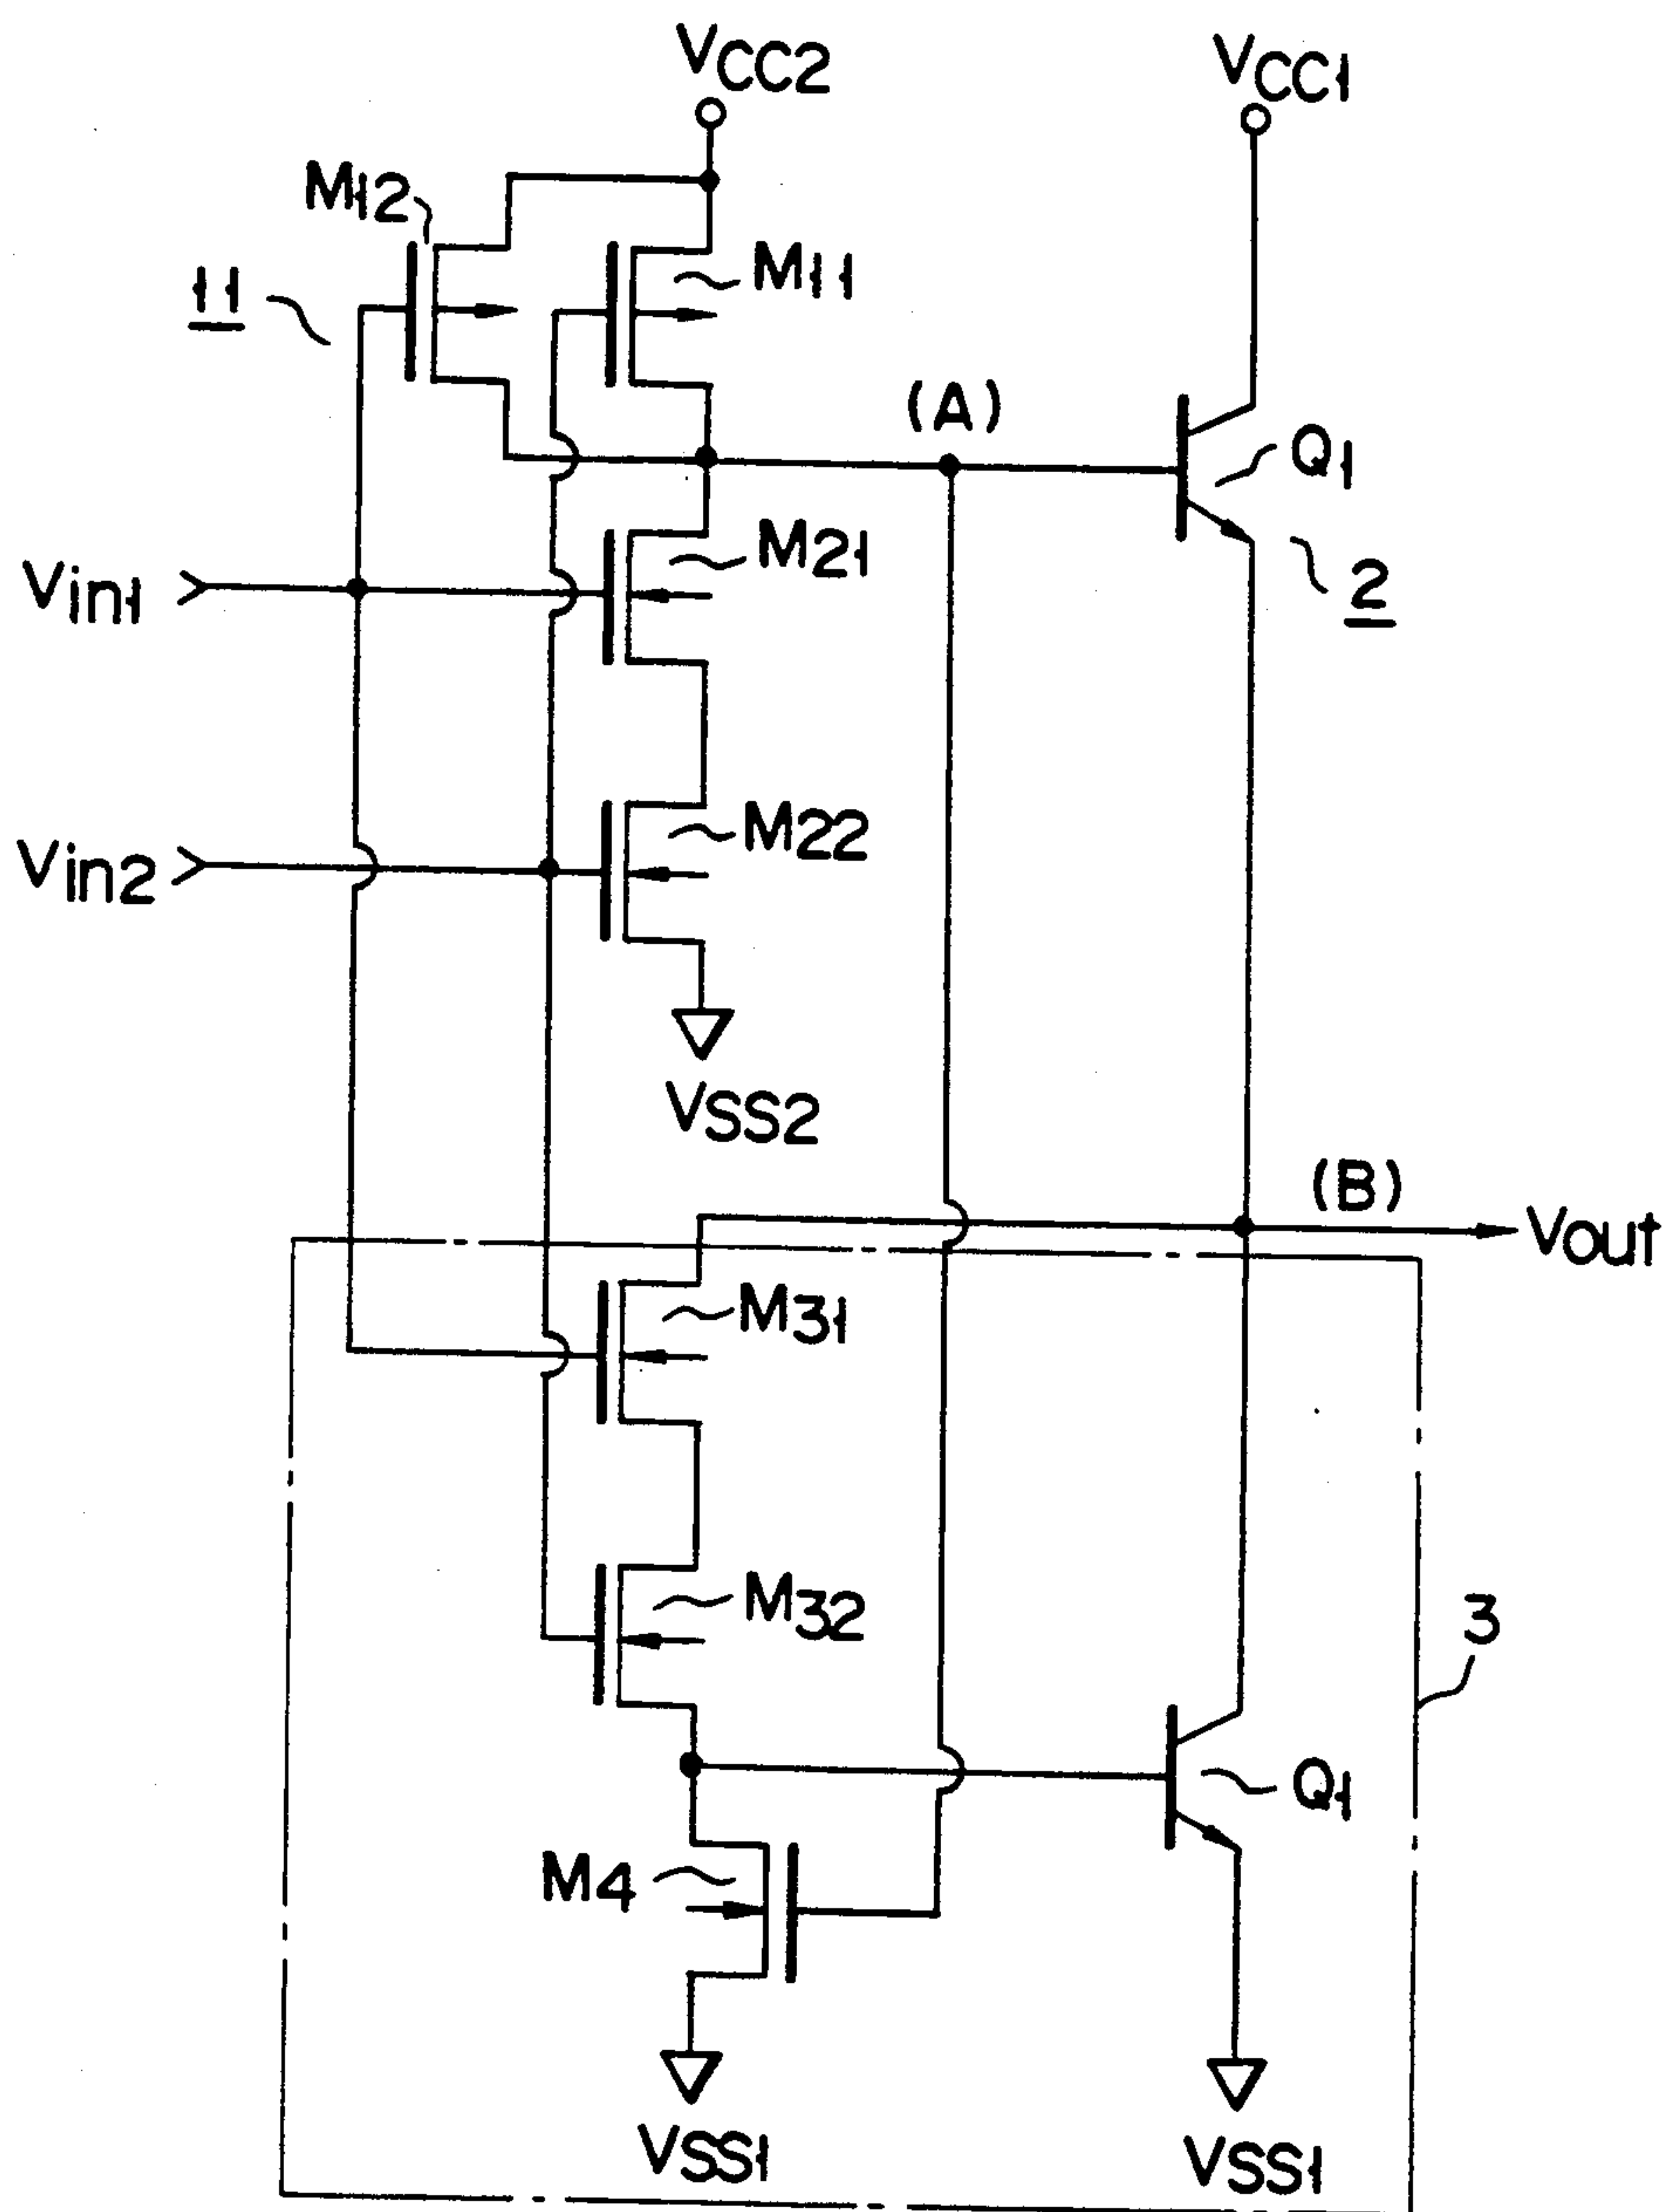 VCC2
VCC1
M12
M11
11
(A)
Q1
M21
Vin1
2
M22
Vin2
VSS2
(B)
Vout
M31
M32
3
Q1
M4
VSS1
VSS1